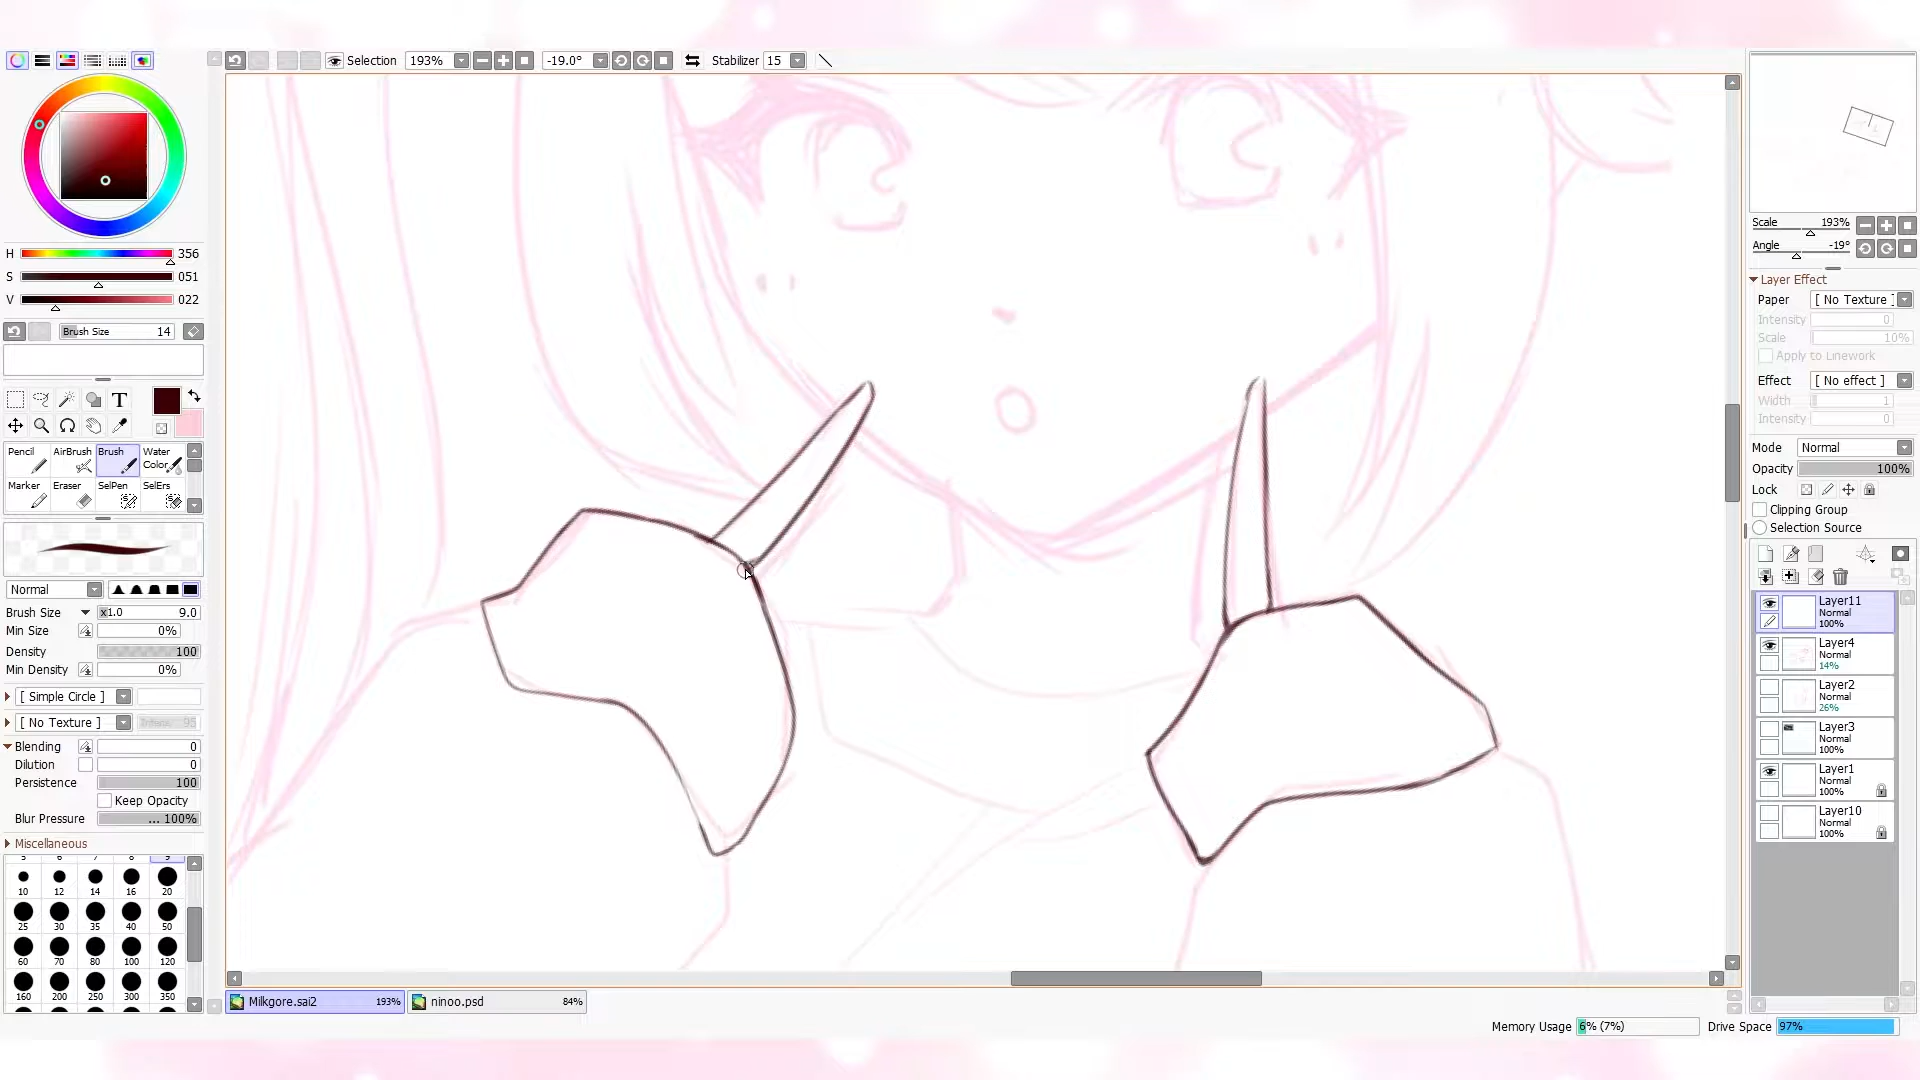 Selection 193% -19.0° Stabilizer 15
H 356
S 051
V 022
Brush Size 14
T
Pencil AirBrush Brush Water Color
Marker Eraser SelPen SelErs
Normal
Brush Size x1.0 9.0
Min Size 0%
Density 100
Min Density 0%
[ Simple Circle ]
[ No Texture ] 95
Blending 0
Dilution 0
Persistence 100
Keep Opacity
Blur Pressure ... 100%
Miscellaneous
5 6 7 8 9
10 12 14 16 20
25 30 35 40 50
60 70 80 100 120
160 200 250 300 350
Milkgore.sai2 193% ninoo.psd 84%
Scale 193%
Angle -19°
Layer Effect
Paper [ No Texture ]
Intensity 0
Scale 10%
Apply to Linework
Effect [ No effect ]
Width 1
Intensity 0
Mode Normal
Opacity 100%
Lock
Clipping Group
Selection Source
Layer11
Normal
100%
Layer4
Normal
14%
Layer2
Normal
26%
Layer3
Normal
100%
Layer1
Normal
100%
Layer10
Normal
100%
Memory Usage 6% (7%) Drive Space 97%